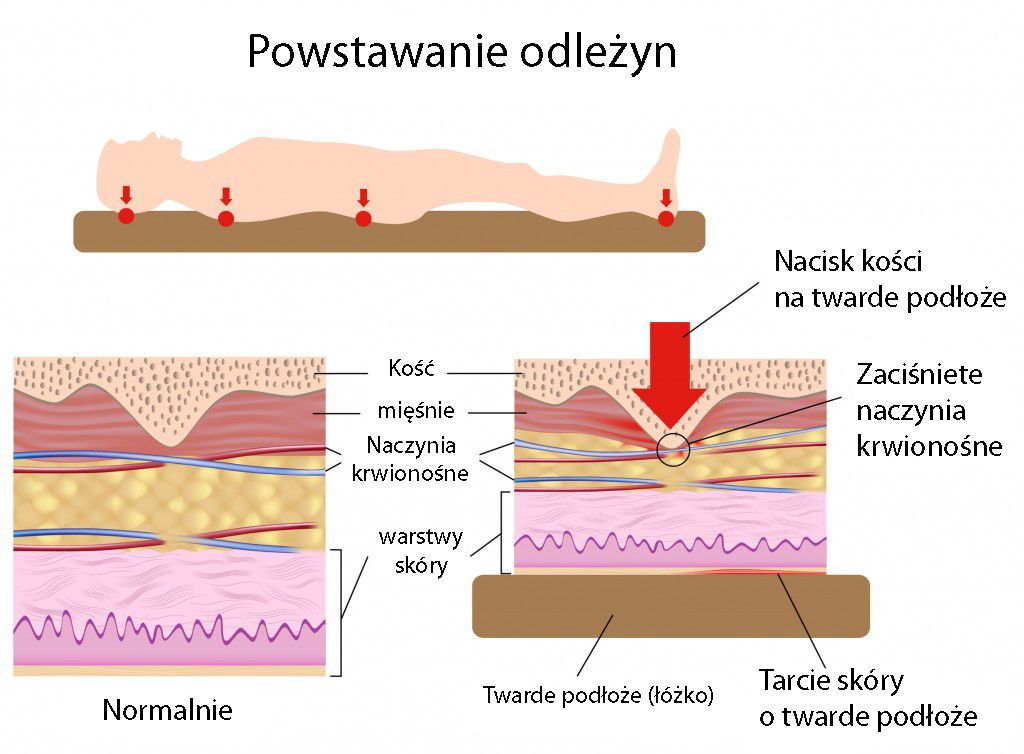 Powstawanie odleżyn
Nacisk kości
na twarde podłoże
Kość
mięśnie
Naczynia
krwionośne
warstwy
skóry
Zaciśniete
naczynia
krwionośne
Normalnie
Twarde podłoże (łóżko)
Tarcie skóry
o twarde podłoże